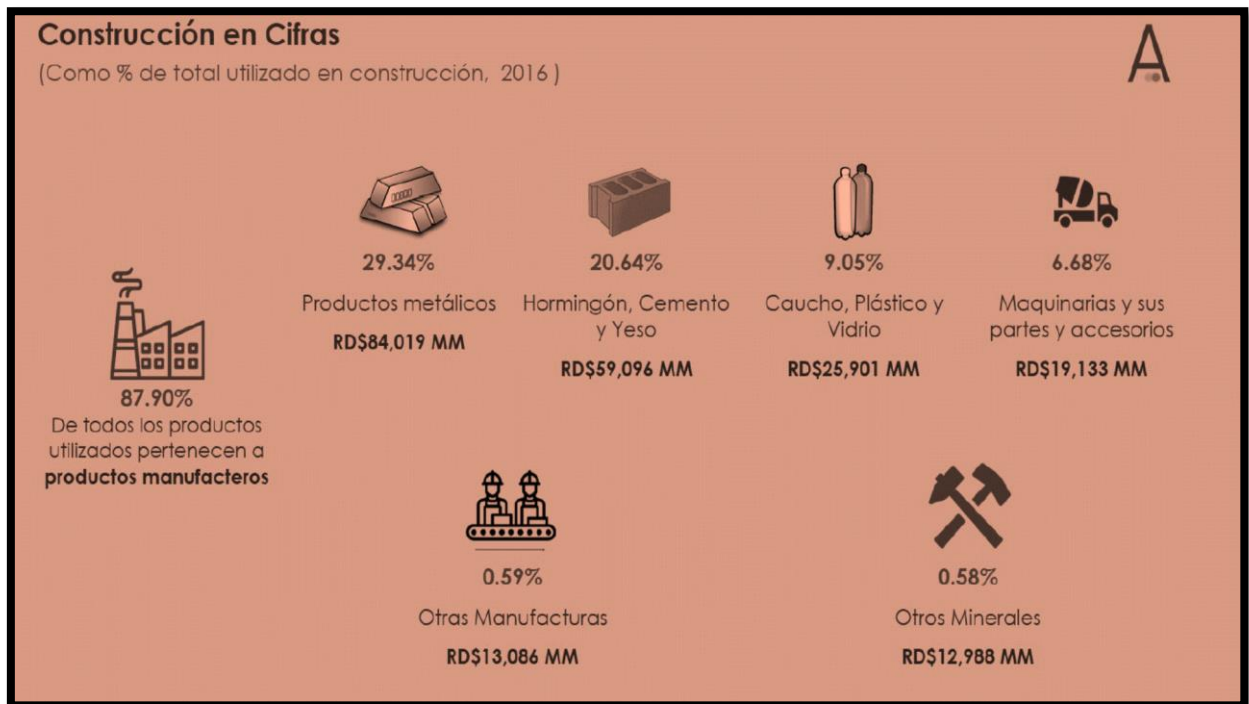 Construcción en Cifras
(Como % de total utilizado en construcción, 2016 )
A
29.34%
Productos metálicos
RD$84,019 MM
20.64%
Hormingón, Cemento
y Yeso
RD$59,096 MM
9.05%
Caucho, Plástico y
Vidrio
RD$25,901 MM
6.68%
Maquinarias y sus
partes y accesorios
RD$19,133 MM
87.90%
De todos los productos
utilizados pertenecen a
productos manufacteros
0.59%
Otras Manufacturas
RD$13,086 MM
0.58%
Otros Minerales
RD$12,988 MM